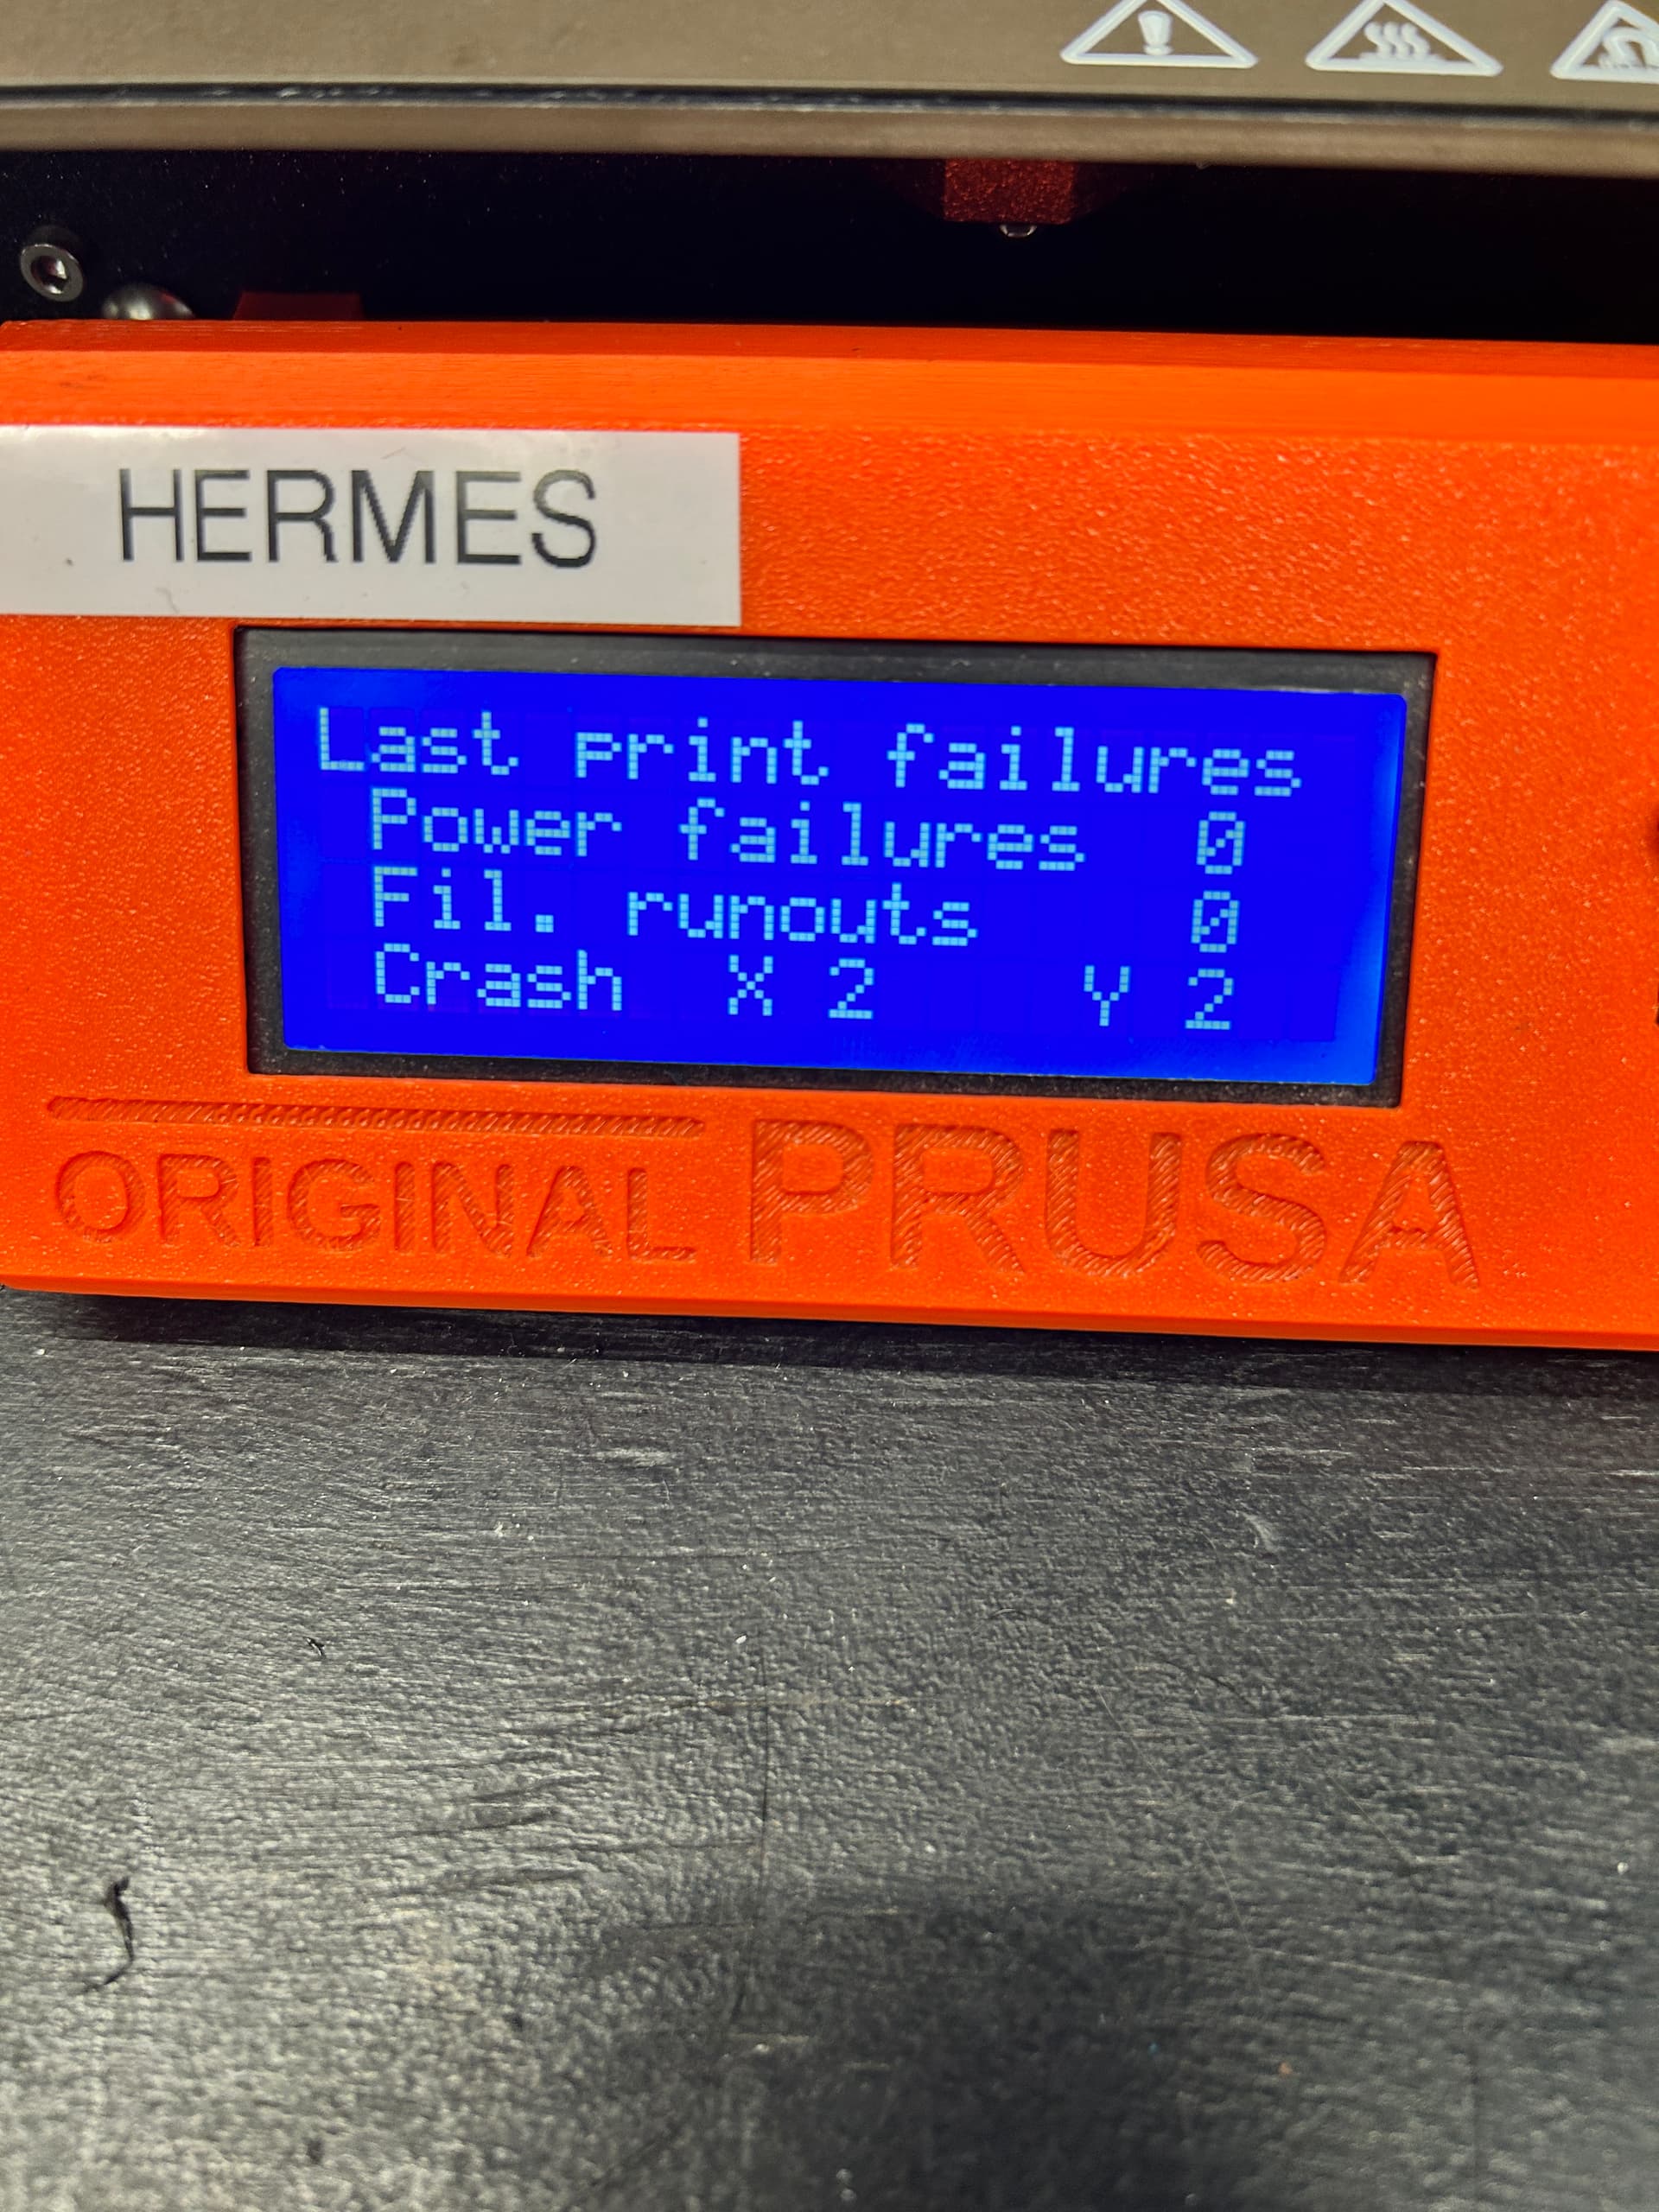 HERMES
Last print failures
Power failures 0
Fil. runouts 0
Crash X 2 Y 2
ORIGINAL PRUSA